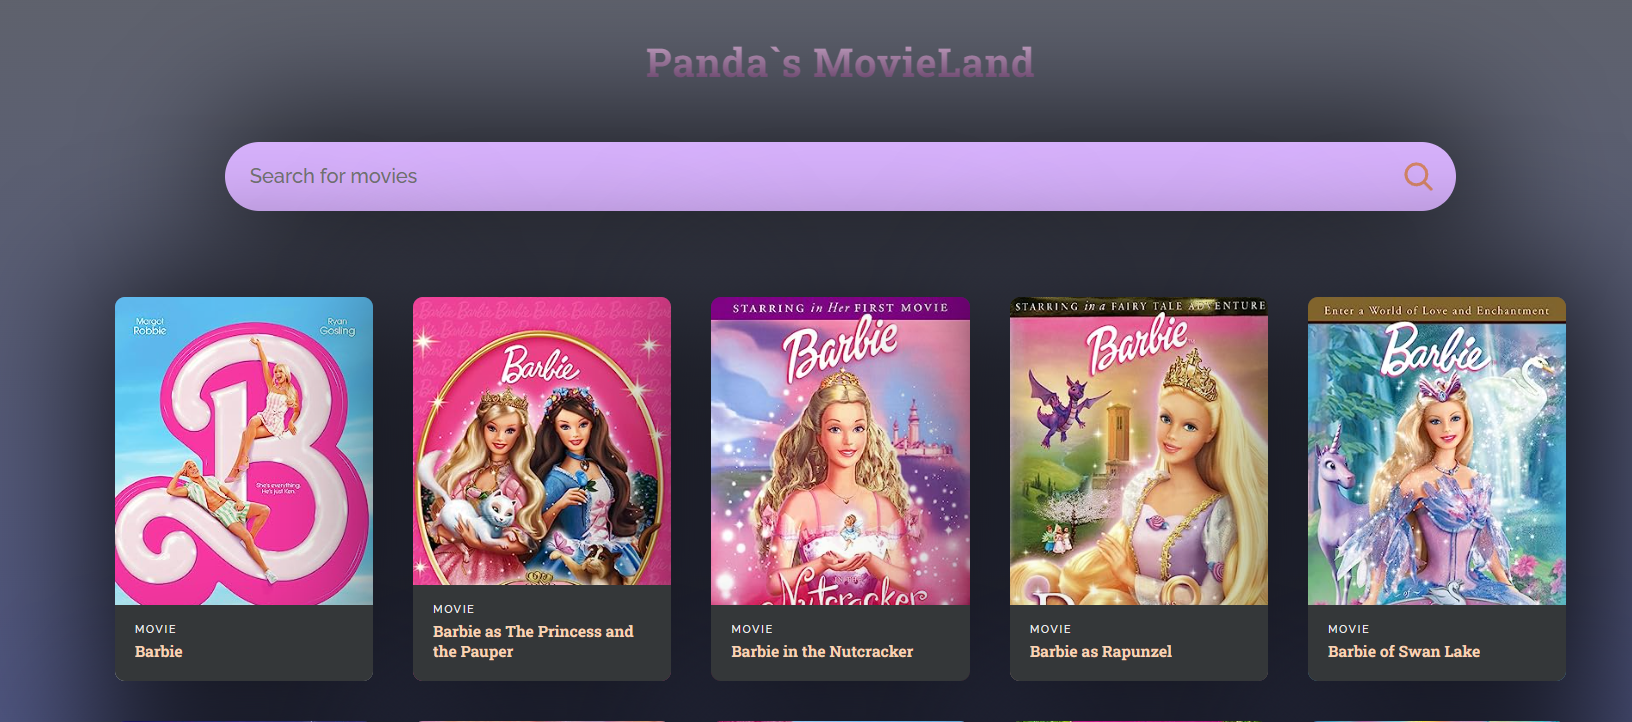 Panda`s MovieLand
Search for movies
Margot
Robbie
Ryan
Gosling
She's everything.
He's just Ken.
MOVIE
Barbie
Barbie
MOVIE
Barbie as The Princess and
the Pauper
STARRING in Her FIRST MOVIE
Barbie
IN THE
Nutcracker
MOVIE
Barbie in the Nutcracker
STARRING in a FAIRY TALE ADVENTURE
Barbie
MOVIE
Barbie as Rapunzel
Enter a World of Love and Enchantment
Barbie
of
MOVIE
Barbie of Swan Lake